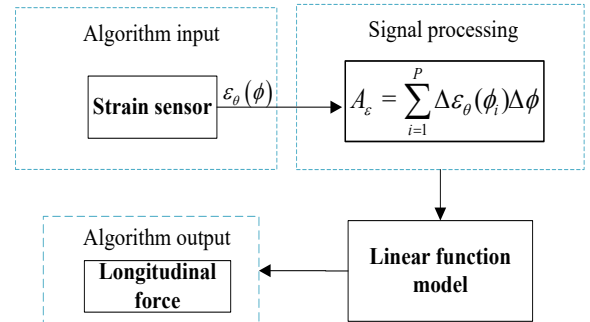 Algorithm input
Signal processing
Strain sensor
ε_θ(ϕ)
A_ε = ∑_{i=1}^{P} Δε_θ(ϕ_i)Δϕ
Algorithm output
Longitudinal
force
Linear function
model